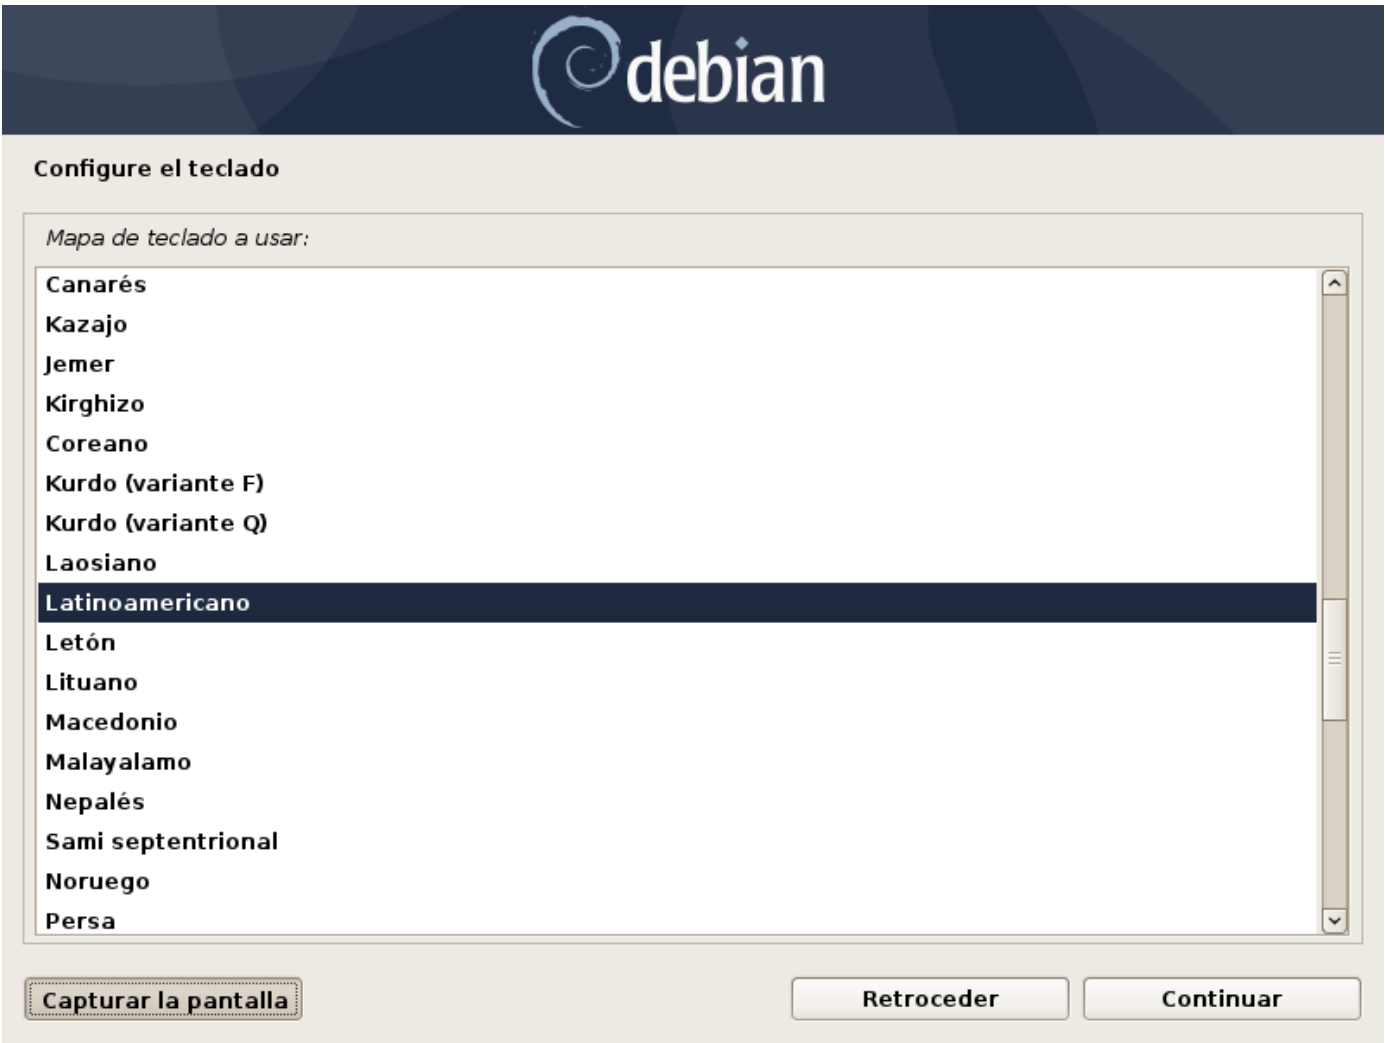 debian
Configure el teclado
Mapa de teclado a usar:
Canarés
Kazajo
Jemer
Kirghizo
Coreano
Kurdo (variante F)
Kurdo (variante Q)
Laosiano
Latinoamericano
Letón
Lituano
Macedonio
Malayalamo
Nepalés
Sami septentrional
Noruego
Persa
Capturar la pantalla
Retroceder
Continuar